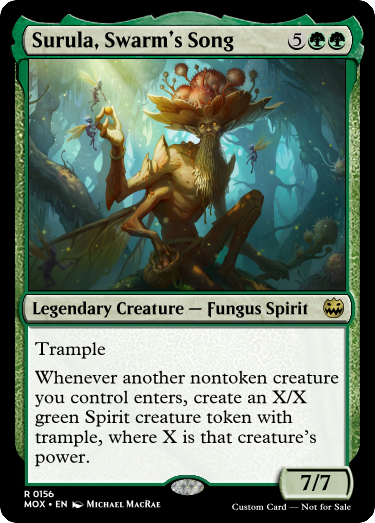 Surula, Swarm's Song 5
Legendary Creature — Fungus Spirit
Trample
Whenever another nontoken creature
you control enters, create an X/X
green Spirit creature token with
trample, where X is that creature's
power.
7/7
R 0156
MOX • EN Michael MacRae
Custom Card — Not for Sale